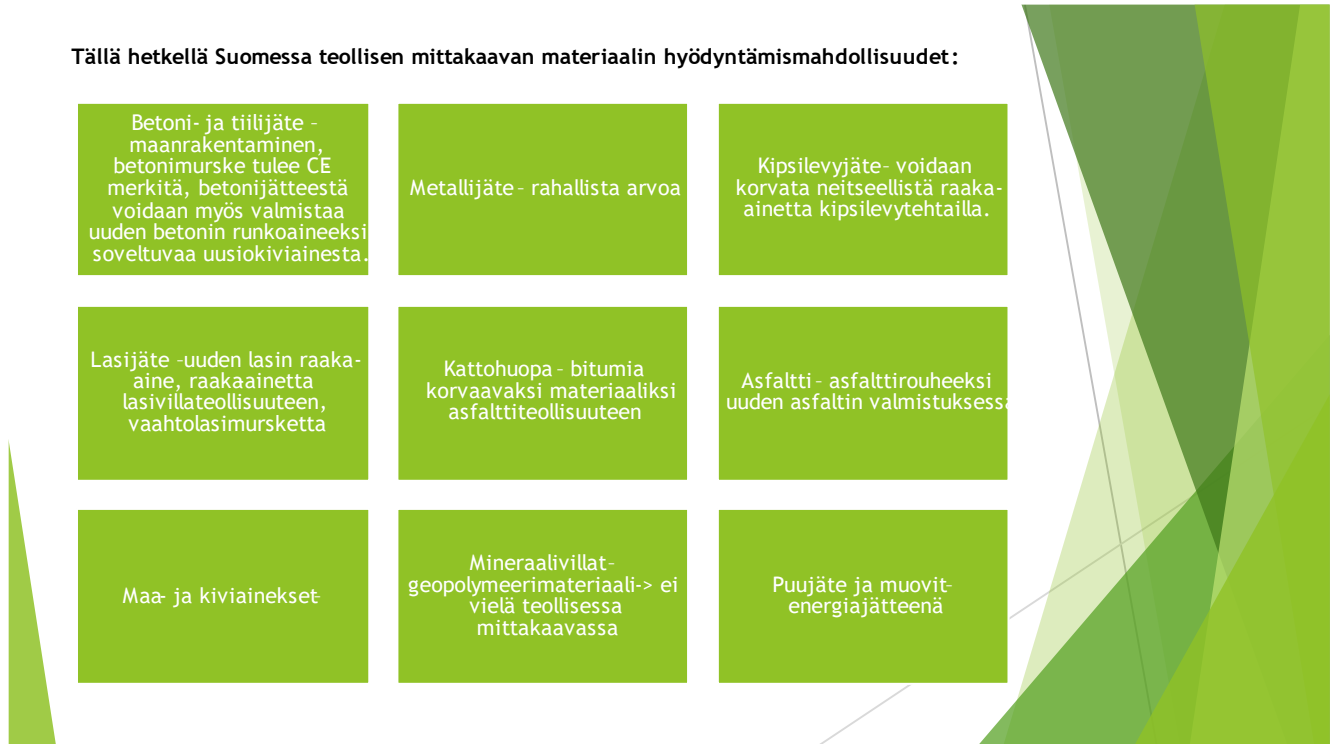 Tällä hetkellä Suomessa teollisen mittakaavan materiaalin hyödyntämismahdollisuudet:
Betoni- ja tiilijäte –
maanrakentaminen,
betonimurske tulee CE-
merkitä, betonijätteestä
voidaan myös valmistaa
uuden betonin runkoaineeksi
soveltuvaa uusiokiviainesta.
Metallijäte – rahallista arvoa
Kipsilevyjäte– voidaan
korvata neitseellistä raaka-
ainetta kipsilevytehtailla.
Lasijäte –uuden lasin raaka-
aine, raaka-ainetta
lasivillateollisuuteen,
vaahtolasimursketta
Kattohuopa – bitumia
korvaavaksi materiaaliksi
asfalttiteollisuuteen
Asfaltti – asfalttirouheeksi
uuden asfaltin valmistuksessa
Maa- ja kiviainekset–
Mineraalivillat–
geopolymeerimateriaali-> ei
vielä teollisessa
mittakaavassa
Puujäte ja muovit–
energiajätteenä